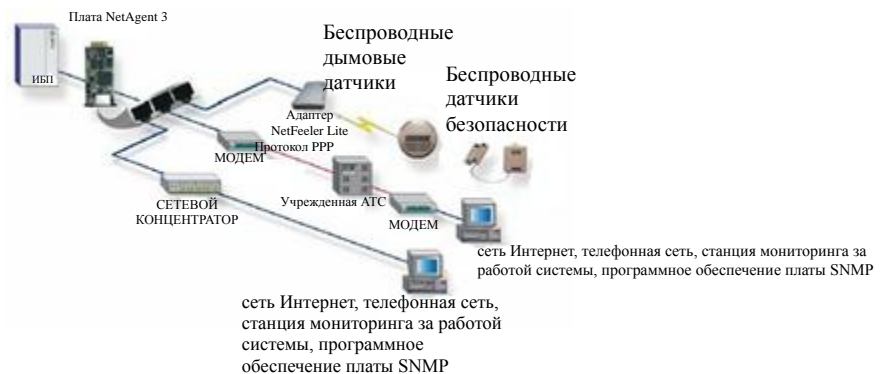 Плата NetAgent 3
ИБП
Беспроводные
дымовые
датчики
Беспроводные
датчики
безопасности
Адаптер
NetFeeler Lite
Протокол PPP
МОДЕМ
Учрежденная АТС
МОДЕМ
СЕТЕВОЙ
КОНЦЕНТРАТОР
сеть Интернет, телефонная сеть, станция мониторинга за
работой системы, программное обеспечение платы SNMP
сеть Интернет, телефонная сеть,
станция мониторинга за работой
системы, программное
обеспечение платы SNMP